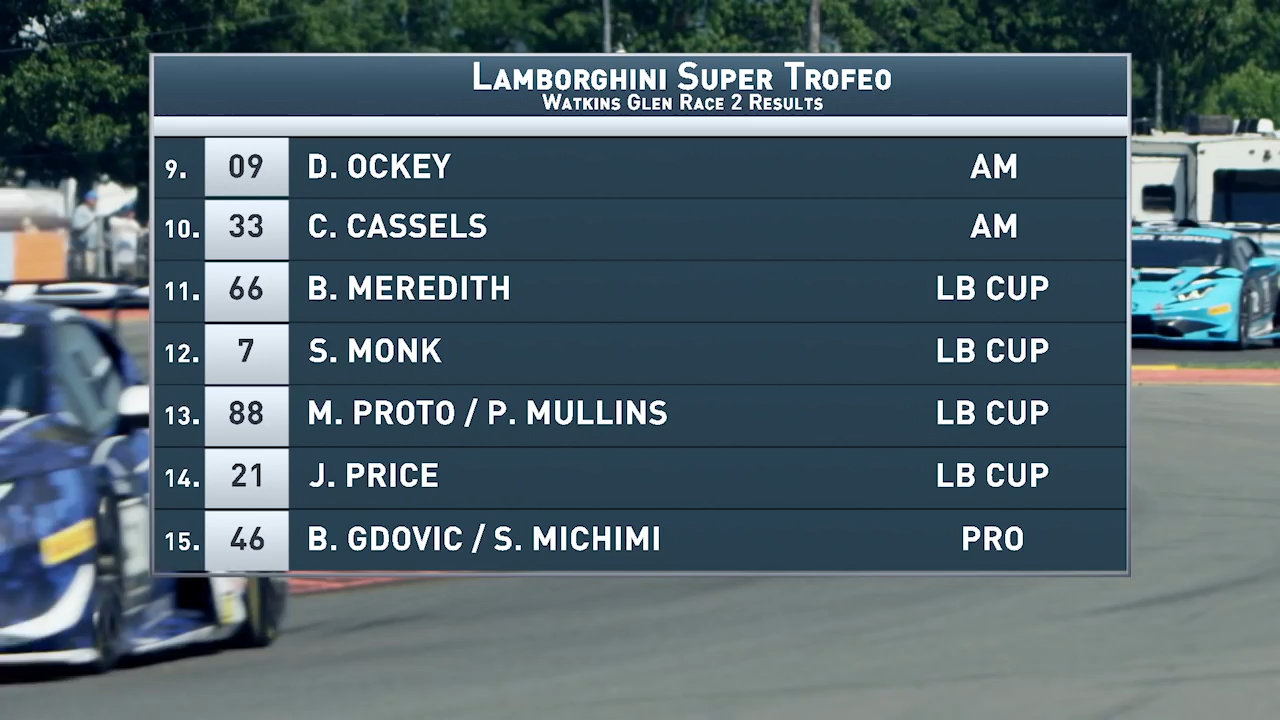 Lamborghini Super Trofeo
Watkins Glen Race 2 Results
9. 09 D. OCKEY AM
10. 33 C. CASSELS AM
11. 66 B. MEREDITH LB CUP
12. 7 S. MONK LB CUP
13. 88 M. PROTO / P. MULLINS LB CUP
14. 21 J. PRICE LB CUP
15. 46 B. GDOVIC / S. MICHIMI PRO